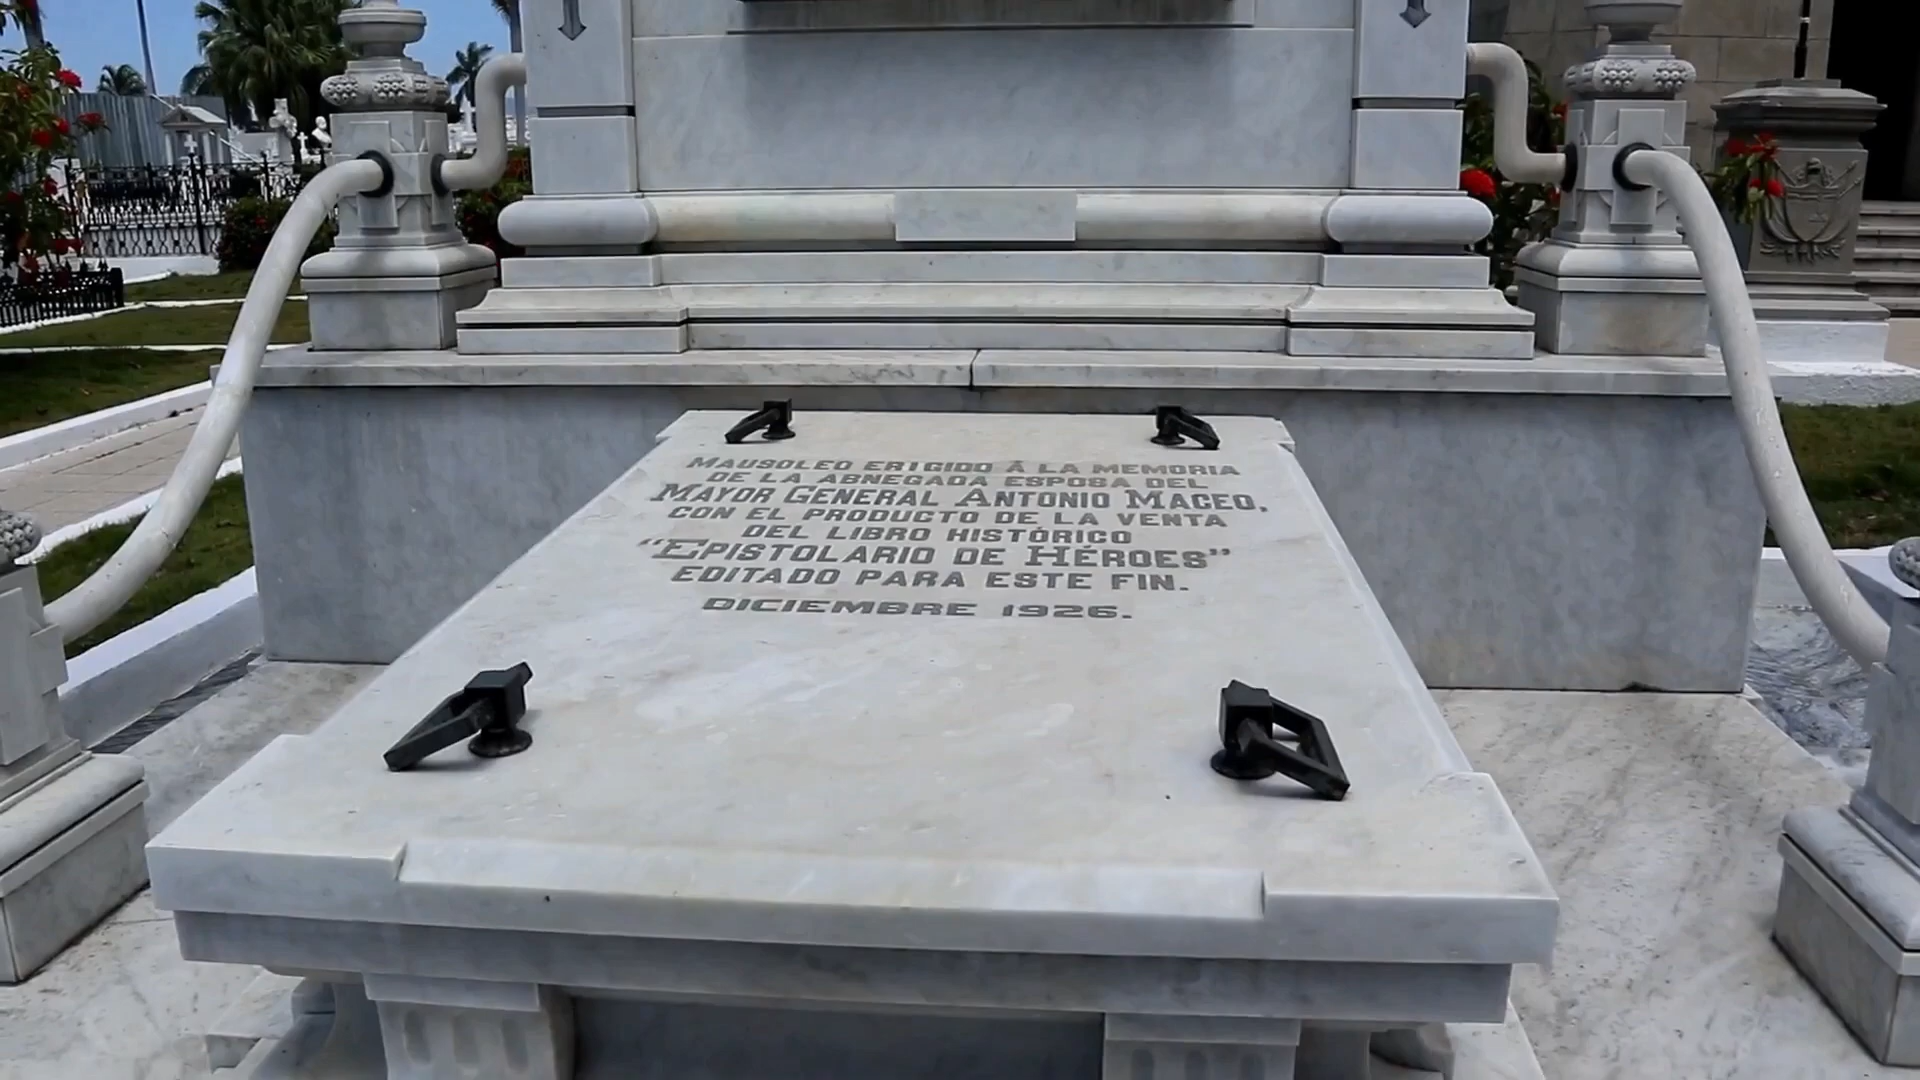 MAUSOLEO ERIGIDO Á LA MEMORIA
DE LA ABNEGADA ESPOSA DEL
MAYOR GENERAL ANTONIO MACEO,
CON EL PRODUCTO DE LA VENTA
DEL LIBRO HISTÓRICO
"EPISTOLARIO DE HÉROES"
EDITADO PARA ESTE FIN.
DICIEMBRE 1926.